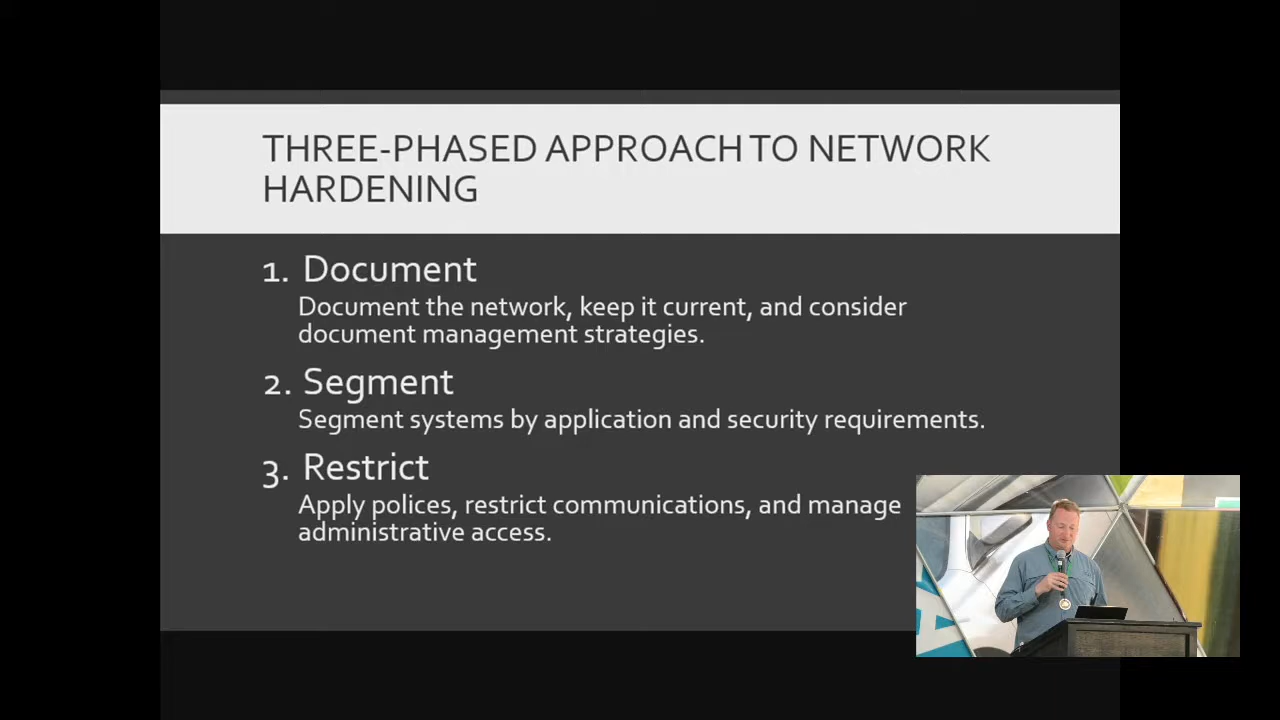 THREE-PHASED APPROACH TO NETWORK
HARDENING
1. Document
Document the network, keep it current, and consider
document management strategies.
2. Segment
Segment systems by application and security requirements.
3. Restrict
Apply polices, restrict communications, and manage
administrative access.